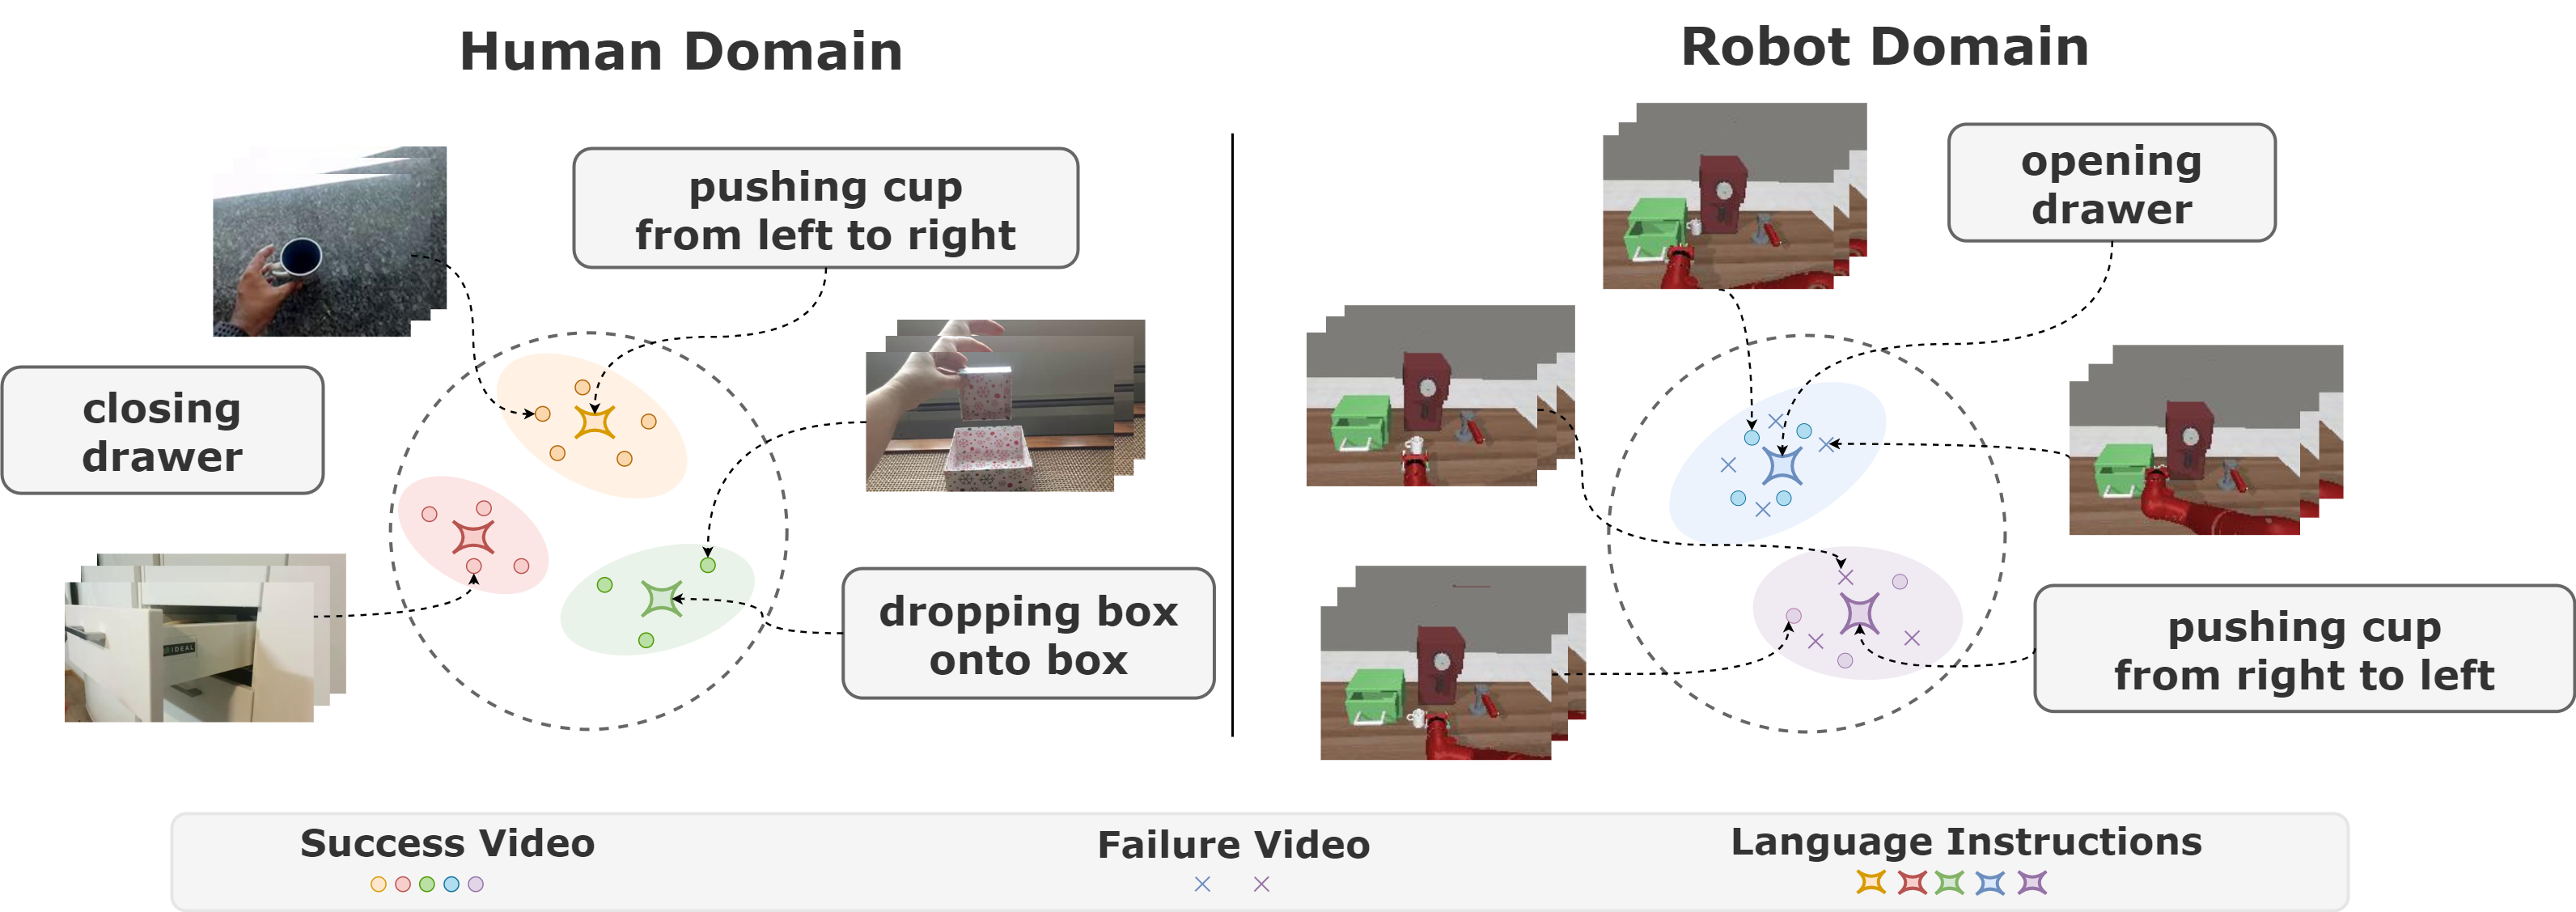 Human Domain
Robot Domain
pushing cup
from left to right
opening
drawer
closing
drawer
IDEAL
dropping box
onto box
pushing cup
from right to left
Success Video
Failure Video
Language Instructions